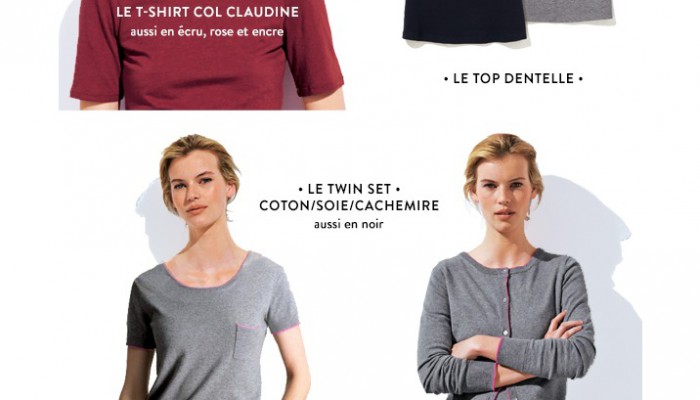 LE T-SHIRT COL CLAUDINE
aussi en écru, rose et encre
• LE TOP DENTELLE •
• LE TWIN SET •
COTON/SOIE/CACHEMIRE
aussi en noir